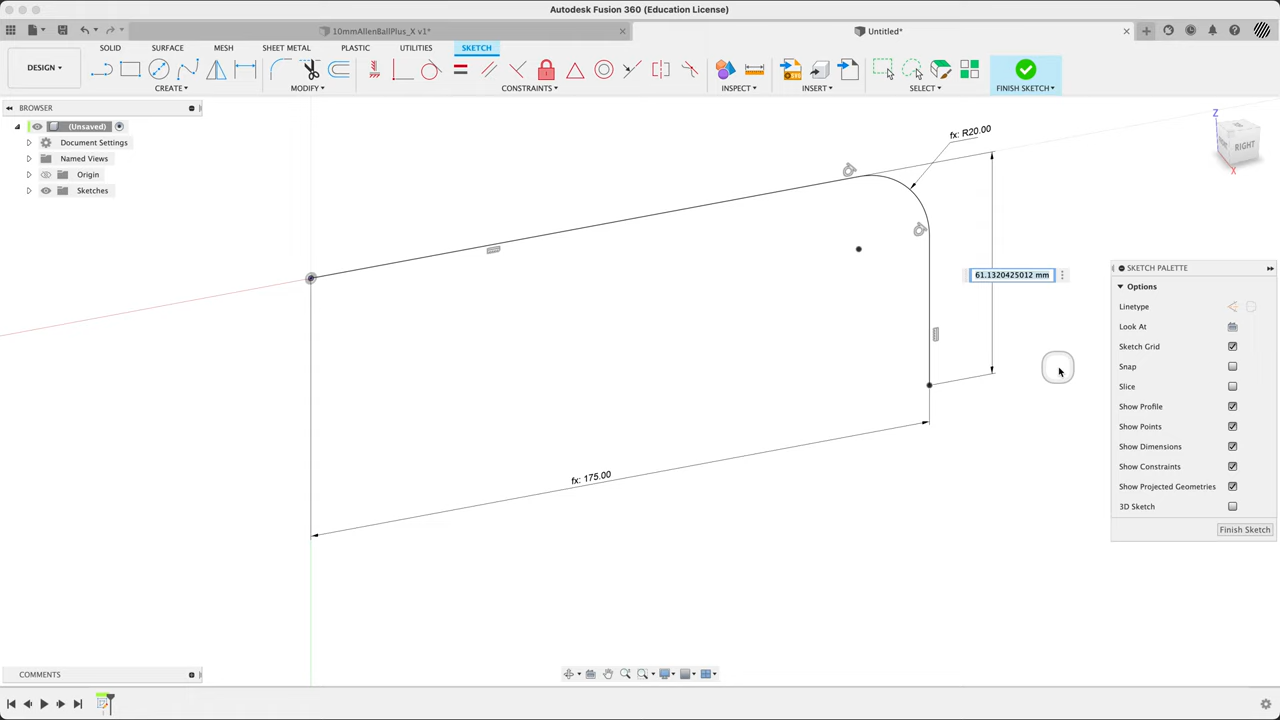 Autodesk Fusion 360 (Education License)
10mmAllenBallPlus_X v1*
Untitled*
DESIGN
SOLID
SURFACE
MESH
SHEET METAL
PLASTIC
UTILITIES
SKETCH
CREATE
MODIFY
CONSTRAINTS
INSPECT
INSERT
SELECT
FINISH SKETCH
BROWSER
(Unsaved)
Document Settings
Named Views
Origin
Sketches
fx: R20.00
61.1320425012 mm
fx: 175.00
Z
RIGHT
X
SKETCH PALETTE
Options
Linetype
Look At
Sketch Grid
Snap
Slice
Show Profile
Show Points
Show Dimensions
Show Constraints
Show Projected Geometries
3D Sketch
Finish Sketch
COMMENTS